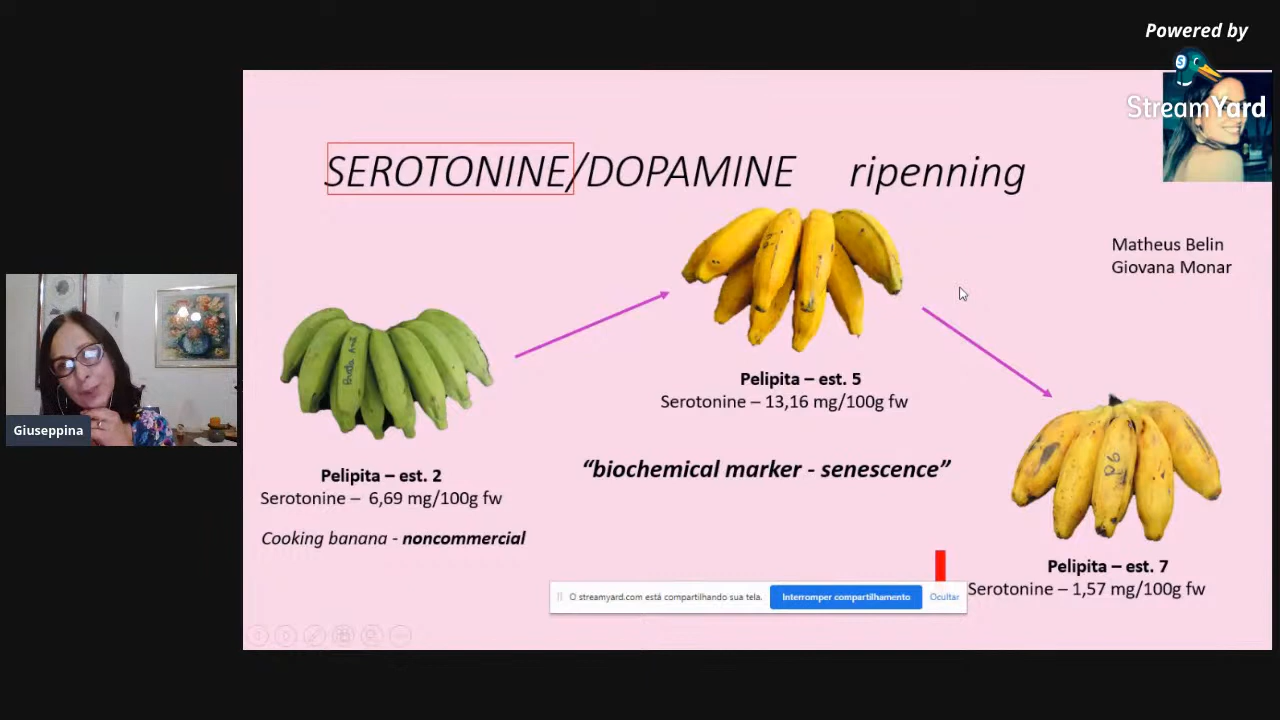 Powered by
StreamYard
SEROTONINE/DOPAMINE ripenning
Matheus Belin
Giovana Monar
Pelipita – est. 5
Serotonine – 13,16 mg/100g fw
Giuseppina
“biochemical marker - senescence”
Pelipita – est. 2
Serotonine – 6,69 mg/100g fw
Cooking banana - noncommercial
Pelipita – est. 7
Serotonine – 1,57 mg/100g fw
O streamyard.com está compartilhando sua tela. Interromper compartilhamento Ocultar